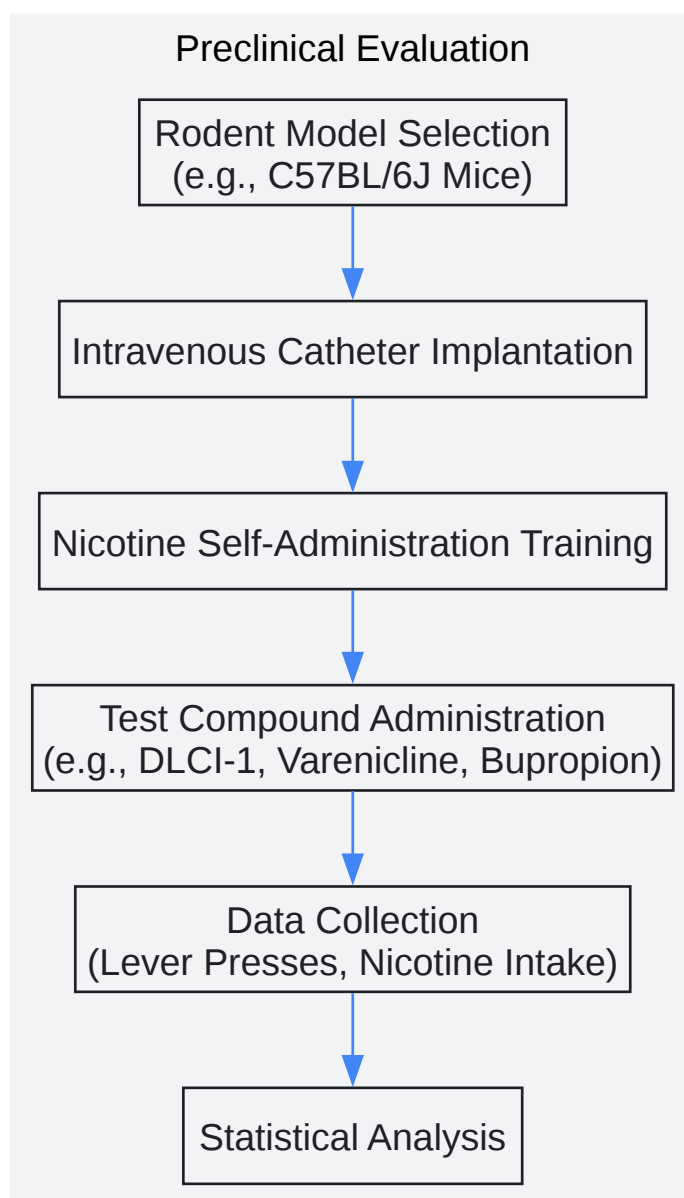 Preclinical Evaluation
Rodent Model Selection
(e.g., C57BL/6J Mice)
Intravenous Catheter Implantation
Nicotine Self-Administration Training
Test Compound Administration
(e.g., DLCI-1, Varenicline, Bupropion)
Data Collection
(Lever Presses, Nicotine Intake)
Statistical Analysis